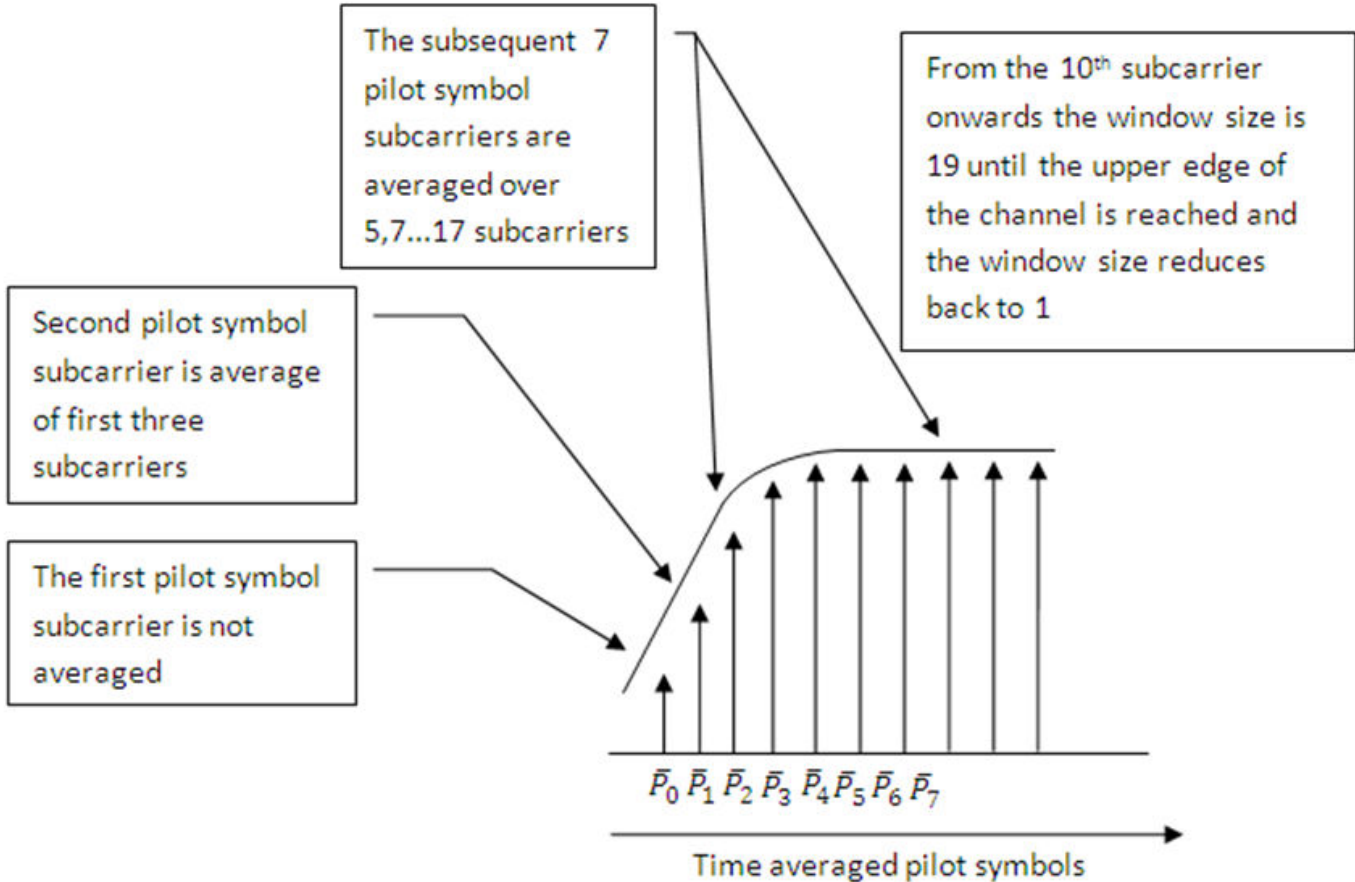 The subsequent 7
pilot symbol
subcarriers are
averaged over
5,7...17 subcarriers
From the 10th subcarrier
onwards the window size is
19 until the upper edge of
the channel is reached and
the window size reduces
back to 1
Second pilot symbol
subcarrier is average
of first three
subcarriers
The first pilot symbol
subcarrier is not
averaged
P̄0 P̄1 P̄2 P̄3 P̄4 P̄5 P̄6 P̄7
Time averaged pilot symbols